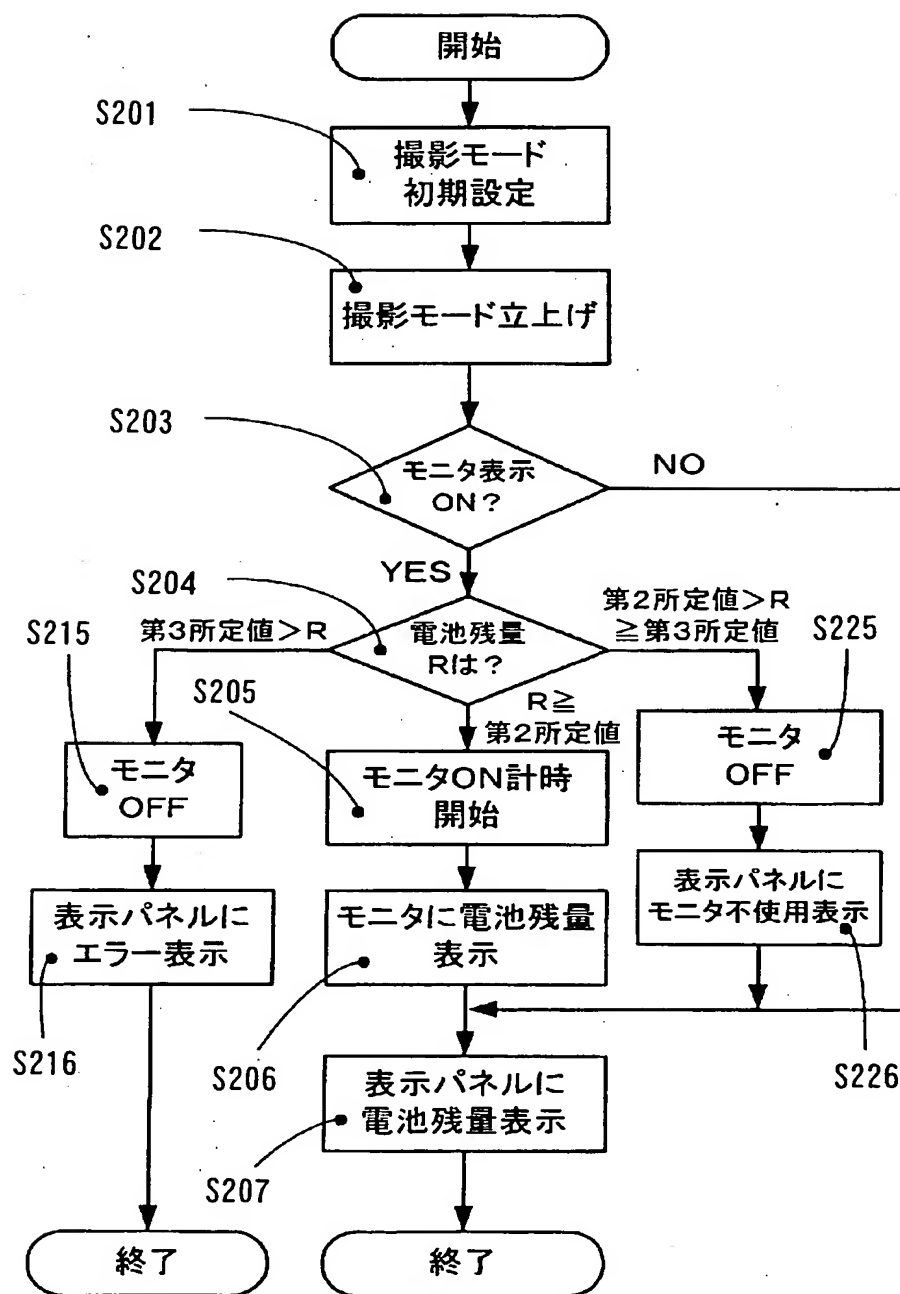 開始
S201
撮影モード
初期設定
S202
撮影モード立上げ
S203
モニタ表示
ON?
NO
YES
S204
電池残量
Rは?
第3所定値>R
S215
第2所定値>R
≧第3所定値
S225
S205
R≧
第2所定値
モニタ
OFF
モニタON計時
開始
モニタ
OFF
表示パネルに
エラー表示
モニタに電池残量
表示
表示パネルに
モニタ不使用表示
S216
S206
S226
表示パネルに
電池残量表示
S207
終了
終了